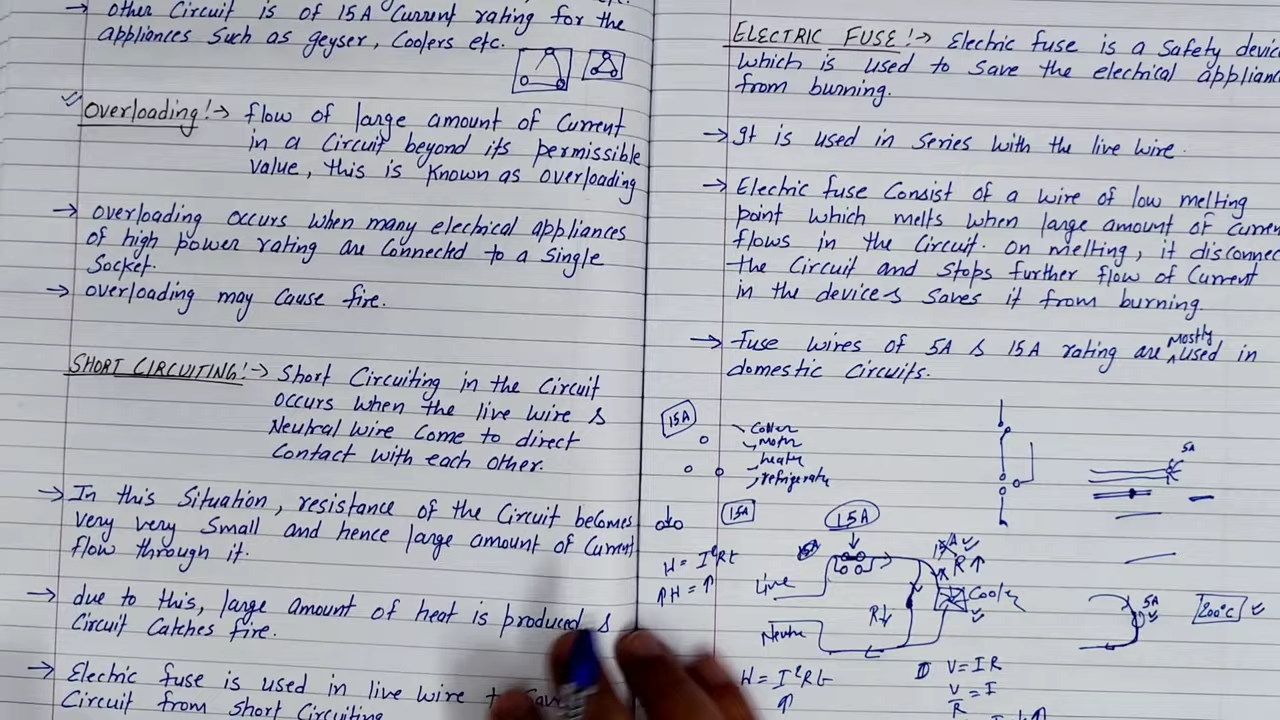 → other Circuit is of 15A Current rating for the
appliances Such as geyser, Coolers etc.
Overloading!→ flow of large amount of Current
in a Circuit beyond its permissible
value, this is known as overloading
→ overloading occurs when many electrical appliances
of high power rating are Connected to a Single
Socket.
→ overloading may Cause fire.
SHORT CIRCUITING!→ Short Circuiting in the Circuit
occurs when the live wire &
Neutral wire Come to direct
Contact with each other.
→ In this Situation, resistance of the Circuit becomes
very very Small and hence large amount of Current
flow through it.
→ due to this, large amount of heat is produced &
Circuit Catches fire.
→ Electric fuse is used in live wire to Save
Circuit from Short Circuiting
ELECTRIC FUSE!→ Electric fuse is a Safety devic
which is used to Save the electrical applianc
from burning.
→ It is used in Series with the live wire.
→ Electric fuse Consist of a wire of low melting
point which melts when large amount of Curren
flows in the Circuit. on melting, it disconnec
the Circuit and Stops further flow of Current
in the device & Saves it from burning.
→ Fuse wires of 5A & 15A rating are mostly used in
domestic Circuits.
15A
heater
refrigerator
15A
15A
H = I²Rt
↑H = ↑
Live
R↑
Cooler
R↓
5A
5A
200°C
H = I²Rt
↑
V = IR
V/R = I